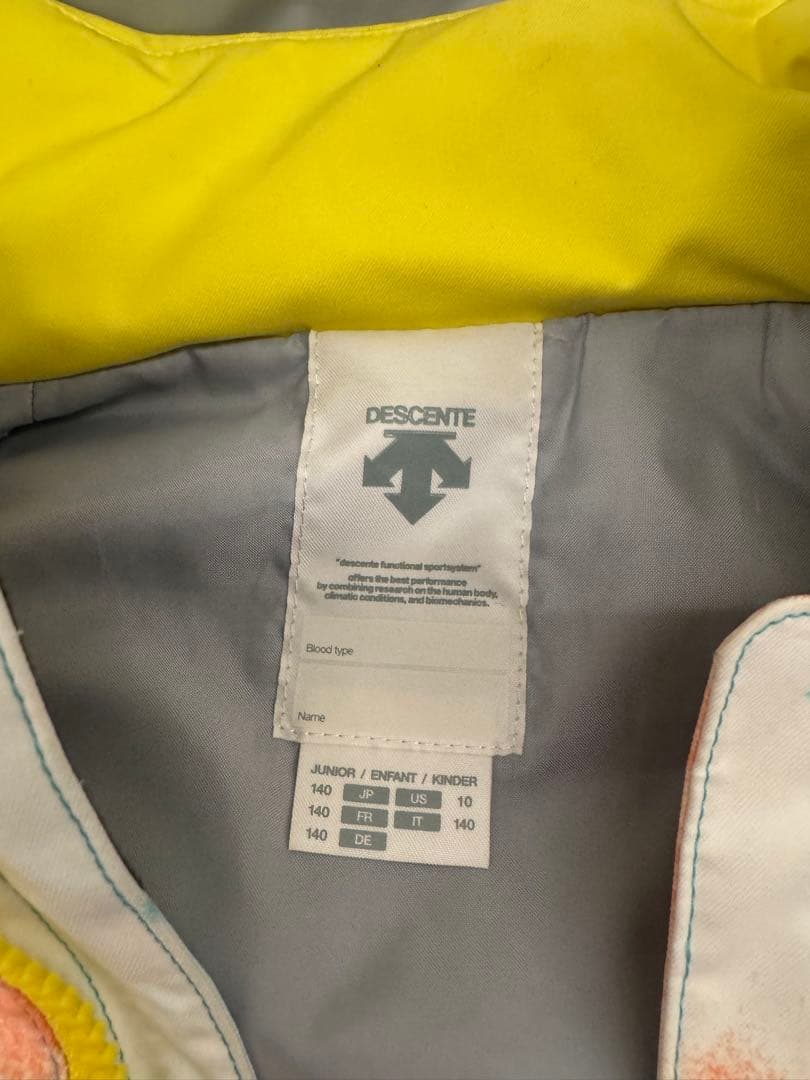 DESCENTE
"descente functional sportsystem"
offers the best performance
by combining research on the human body,
climatic conditions, and biomechanics.
Blood type
Name
JUNIOR / ENFANT / KINDER
140 JP US 10
140 FR IT 140
140 DE